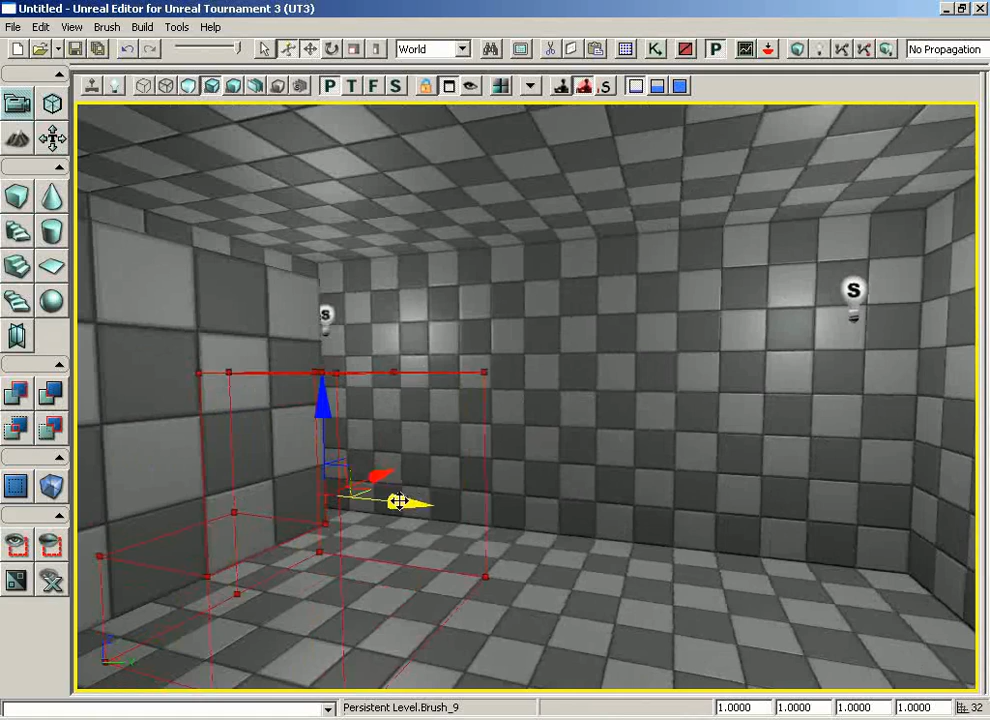 Untitled - Unreal Editor for Unreal Tournament 3 (UT3)
File Edit View Brush Build Tools Help
World
K
P
No Propagation
P T F S
S
S
S
Persistent Level.Brush_9
1.0000 1.0000 1.0000 1.0000 32